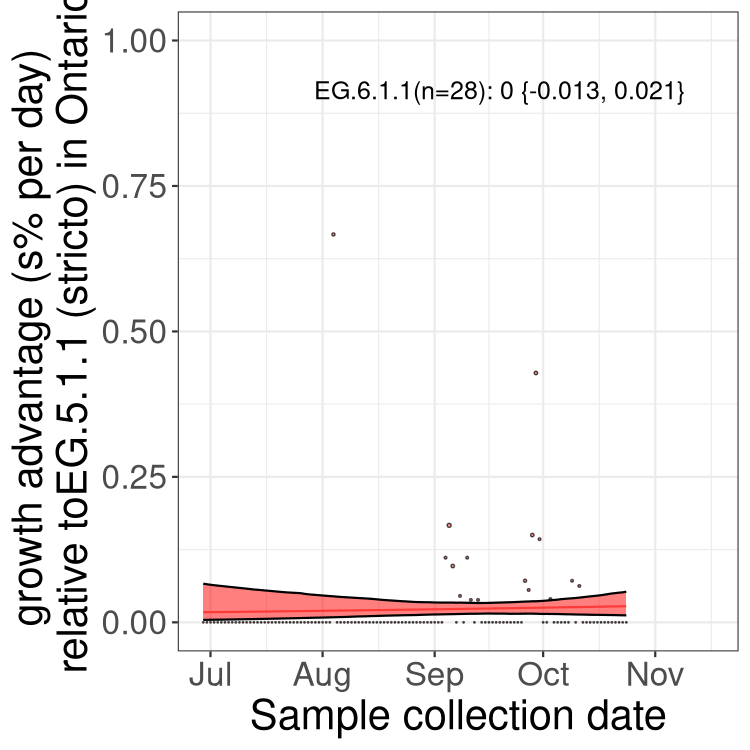 growth advantage (s% per day)
relative toEG.5.1.1 (stricto) in Ontario
1.00
0.75
0.50
0.25
0.00
EG.6.1.1(n=28): 0 {-0.013, 0.021}
Jul Aug Sep Oct Nov
Sample collection date